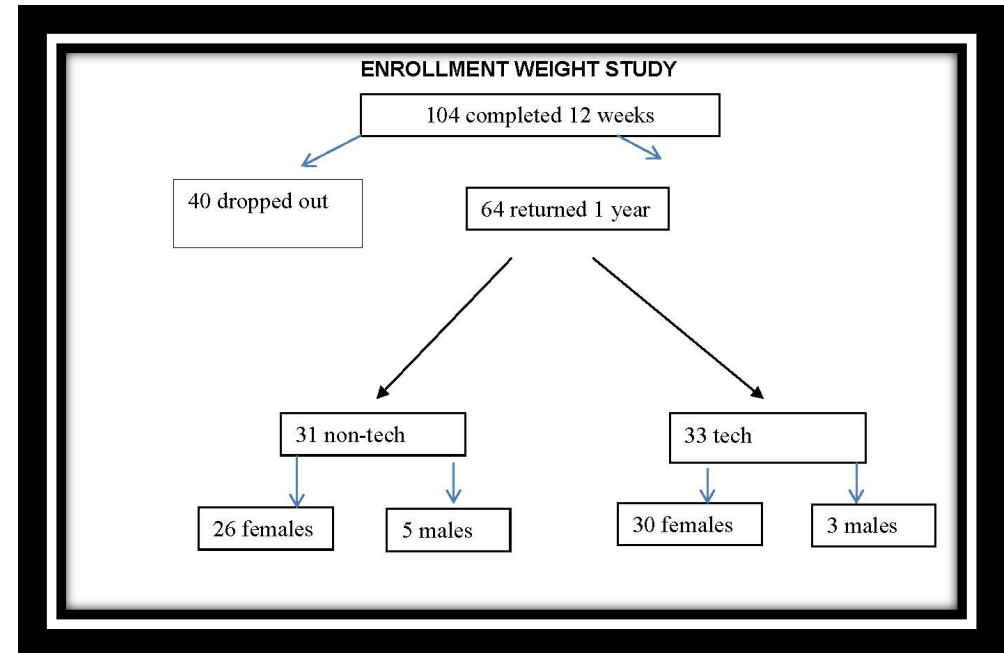 ENROLLMENT WEIGHT STUDY
104 completed 12 weeks
40 dropped out
64 returned 1 year
31 non-tech
33 tech
26 females
5 males
30 females
3 males